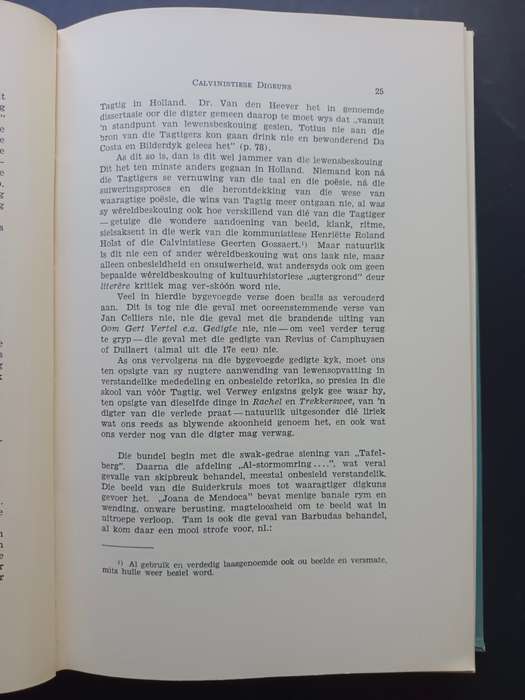 CALVINISTIESE DIGKUNS
25
Tagtig in Holland. Dr. Van den Heever het in genoemde
dissertasie oor die digter gemeen daarop te moet wys dat „vanuit
'n standpunt van lewensbeskouing gesien, Totius nie aan die
bron van die Tagtigers kon gaan drink nie en bewonderend Da
Costa en Bilderdyk gelees het" (p. 78).
As dit so is, dan is dit wel jammer van die lewensbeskouing
Dit het ten minste anders gegaan in Holland. Niemand kon ná
die Tagtigers se vernuwing van die taal en die poësie, ná die
suiweringsproses en die herontdekking van die wese van
waaragtige poësie, die wins van Tagtig meer ontgaan nie, al was
sy wêreldbeskouing ook hoe verskillend van dié van die Tagtiger
— getuige die wondere aandoening van beeld, klank, ritme,
sielsaksent in die werk van die kommunistiese Henriëtte Roland
Holst of die Calvinistiese Geerten Gossaert.¹) Maar natuurlik
is dit nie een of ander wêreldbeskouing wat ons laak nie, maar
alleen onbesieldheid en onsuiwerheid, wat andersyds ook om geen
bepaalde wêreldbeskouing of kultuurhistoriese „agtergrond" deur
literêre kritiek mag ver-skóón word nie.
Veel in hierdie bygevoegde verse doen beslis as verouderd
aan. Dit is tog nie die geval met ooreenstemmende verse van
Jan Celliers nie, nie die geval met die brandende uiting van
Oom Gert Vertel e.a. Gedigte nie, nie — om veel verder terug
te gryp — die geval met die gedigte van Revius of Camphuysen
of Dullaert (almal uit die 17e eeu) nie.
As ons vervolgens na die bygevoegde gedigte kyk, moet ons
ten opsigte van sy nugtere aanwending van lewensopvatting in
verstandelike mededeling en onbesielde retorika, so presies in die
skool van vóór Tagtig, wel Verwey enigsins gelyk gee waar hy,
ten opsigte van dieselfde dinge in Rachel en Trekkerswee, van 'n
digter van die verlede praat — natuurlik uitgesonder dié liriek
wat ons reeds as blywende skoonheid genoem het, en ook wat
ons verder nog van die digter mag verwag.
Die bundel begin met die swak-gedrae siening van „Tafel-
berg". Daarna die afdeling „Al-stormomring....", wat veral
gevalle van skipbreuk behandel, meestal onbesield verstandelik.
Die beeld van die Suiderkruis moes tot waaragtiger digkuns
gevoer het. „Joana de Mendoca" bevat menige banale rym en
wending, onware berusting, magteloosheid om te beeld wat in
uitroepe verloop. Tam is ook die geval van Barbudas behandel,
al kom daar een mooi strofe voor, nl.:
¹) Al gebruik en verdedig laasgenoemde ook ou beelde en versmate,
mits hulle weer besiel word.